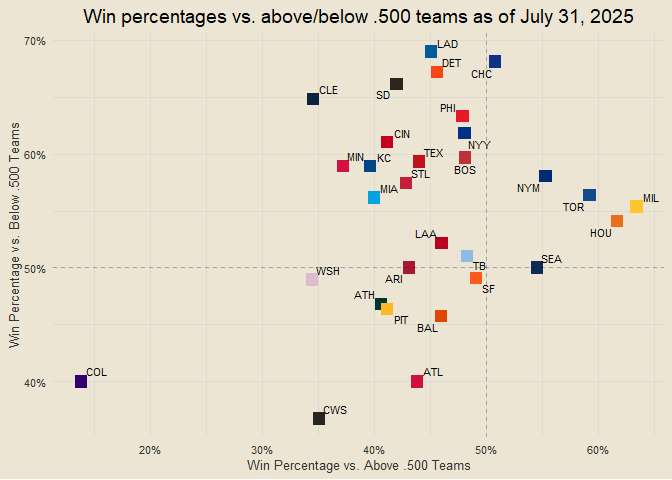 Win percentages vs. above/below .500 teams as of July 31, 2025
70%
LAD
DET
CHC
SD
CLE
PHI
CIN
NYY
60%
MIN
KC
TEX
BOS
STL
MIA
NYM
TOR
MIL
HOU
LAA
50%
WSH
ARI
TB
SEA
SF
ATH
PIT
BAL
40%
COL
ATL
CWS
20%
30%
40%
50%
60%
Win Percentage vs. Above .500 Teams
Win Percentage vs. Below .500 Teams